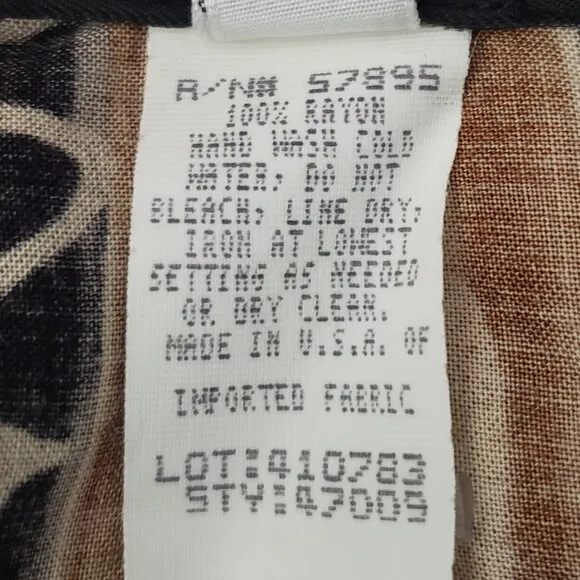 R/N# 57995
100% RAYON
HAND WASH COLD
WATER, DO NOT
BLEACH, LINE DRY,
IRON AT LOWEST
SETTING AS NEEDED
OR DRY CLEAN.
MADE IN U.S.A. OF
IMPORTED FABRIC
LOT:410783
STY:47005